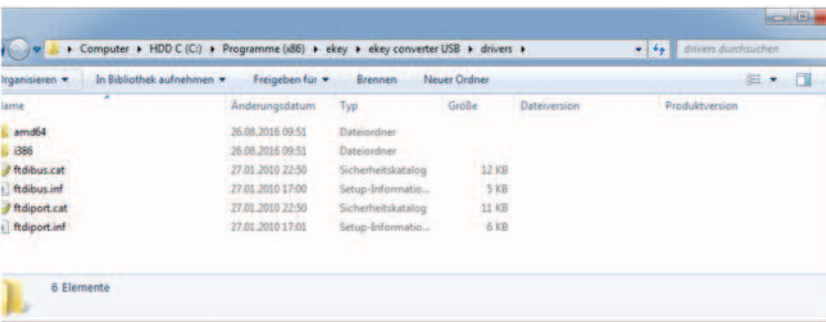 Computer ▸ HDD C (C:) ▸ Programme (x86) ▸ ekey ▸ ekey converter USB ▸ drivers ▸ drivers durchsuchen
rganisieren In Bibliothek aufnehmen Freigeben für Brennen Neuer Ordner
lame Änderungsdatum Typ Größe Dateiversion Produktversion
amd64 26.08.2016 09:51 Dateiordner
i386 26.08.2016 09:51 Dateiordner
ftdibus.cat 27.01.2010 22:50 Sicherheitskatalog 12 KB
ftdibus.inf 27.01.2010 17:00 Setup-Informatio... 5 KB
ftdiport.cat 27.01.2010 22:50 Sicherheitskatalog 11 KB
ftdiport.inf 27.01.2010 17:01 Setup-Informatio... 6 KB
6 Elemente